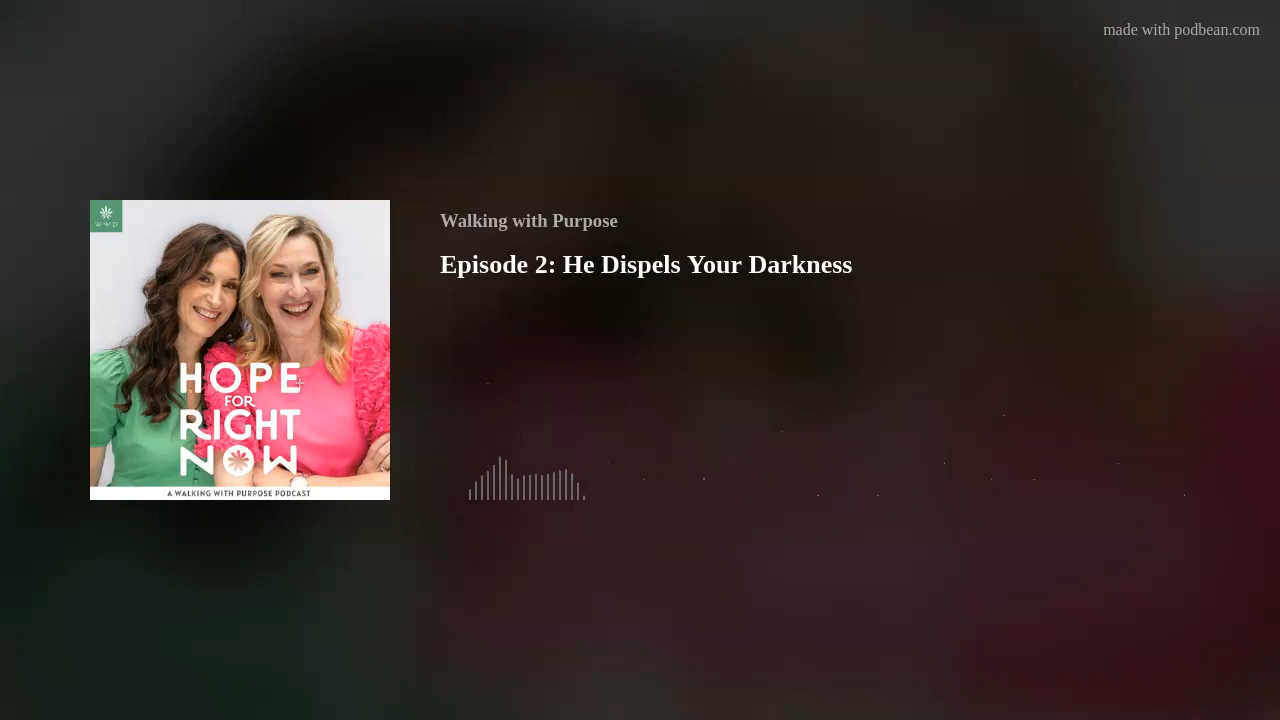 made with podbean.com
wwp
Walking with Purpose
Episode 2: He Dispels Your Darkness
HOPE
FOR
RIGHT
NOW
A WALKING WITH PURPOSE PODCAST